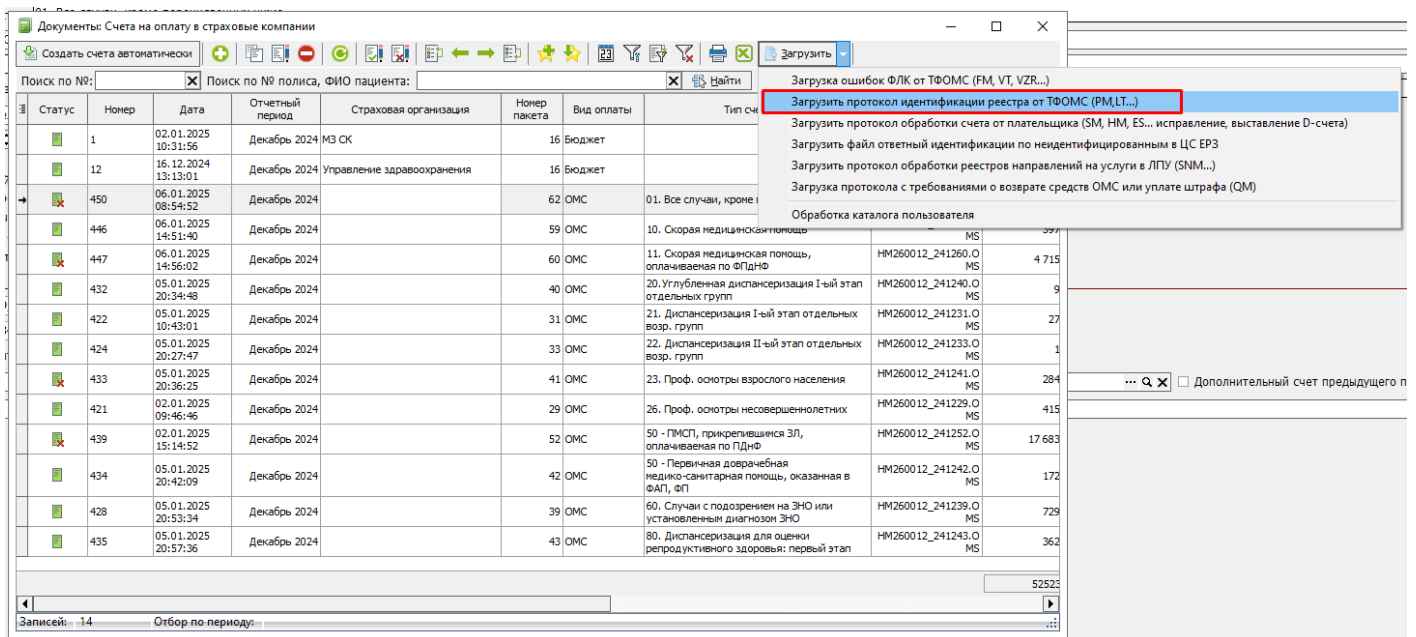 Документы: Счета на оплату в страховые компании
Создать счета автоматически
Загрузить
Поиск по №:
Поиск по № полиса, ФИО пациента:
Найти
Загрузка ошибок ФЛК от ТФОМС (FM, VT, VZR...)
Загрузить протокол идентификации реестра от ТФОМС (PM,LT...)
Загрузить протокол обработки счета от плательщика (SM, HM, ES... исправление, выставление D-счета)
Загрузить файл ответный идентификации по неидентифицированным в ЦС ЕРЗ
Загрузить протокол обработки реестров направлений на услуги в ЛПУ (SNM...)
Загрузка протокола с требованиями о возврате средств ОМС или уплате штрафа (QM)
Обработка каталога пользователя
Статус
Номер
Дата
Отчетный период
Страховая организация
Номер пакета
Вид оплаты
Тип
1 02.01.2025 10:31:56 Декабрь 2024 МЗ СК 16 Бюджет
12 16.12.2024 13:13:01 Декабрь 2024 Управление здравоохранения 16 Бюджет
450 06.01.2025 08:54:52 Декабрь 2024 62 ОМС 01. Все случаи, кроме
446 06.01.2025 14:51:40 Декабрь 2024 59 ОМС 10. Скорая медицинская помощь MS 397
447 06.01.2025 14:56:02 Декабрь 2024 60 ОМС 11. Скорая медицинская помощь, оплачиваемая по ФПдНФ HM260012_241260.OMS 4 715
432 05.01.2025 20:34:48 Декабрь 2024 40 ОМС 20.Углубленная диспансеризация I-ый этап отдельных групп HM260012_241240.OMS 9
422 05.01.2025 10:43:01 Декабрь 2024 31 ОМС 21. Диспансеризация I-ый этап отдельных возр. групп HM260012_241231.OMS 27
424 05.01.2025 20:27:47 Декабрь 2024 33 ОМС 22. Диспансеризация II-ый этап отдельных возр. групп HM260012_241233.OMS 1
433 05.01.2025 20:36:25 Декабрь 2024 41 ОМС 23. Проф. осмотры взрослого населения HM260012_241241.OMS 284
421 02.01.2025 09:46:46 Декабрь 2024 29 ОМС 26. Проф. осмотры несовершеннолетних HM260012_241229.OMS 415
439 02.01.2025 15:14:52 Декабрь 2024 52 ОМС 50 - ПМСП, прикрепившимся ЗЛ, оплачиваемая по ПДнФ HM260012_241252.OMS 17 683
434 05.01.2025 20:42:09 Декабрь 2024 42 ОМС 50 - Первичная доврачебная медико-санитарная помощь, оказанная в ФАП, ФП HM260012_241242.OMS 172
428 05.01.2025 20:53:34 Декабрь 2024 39 ОМС 60. Случаи с подозрением на ЗНО или установленным диагнозом ЗНО HM260012_241239.OMS 729
435 05.01.2025 20:57:36 Декабрь 2024 43 ОМС 80. Диспансеризация для оценки репродуктивного здоровья: первый этап HM260012_241243.OMS 362
52523
Записей: 14
Отбор по периоду:
Дополнительный счет предыдущего п